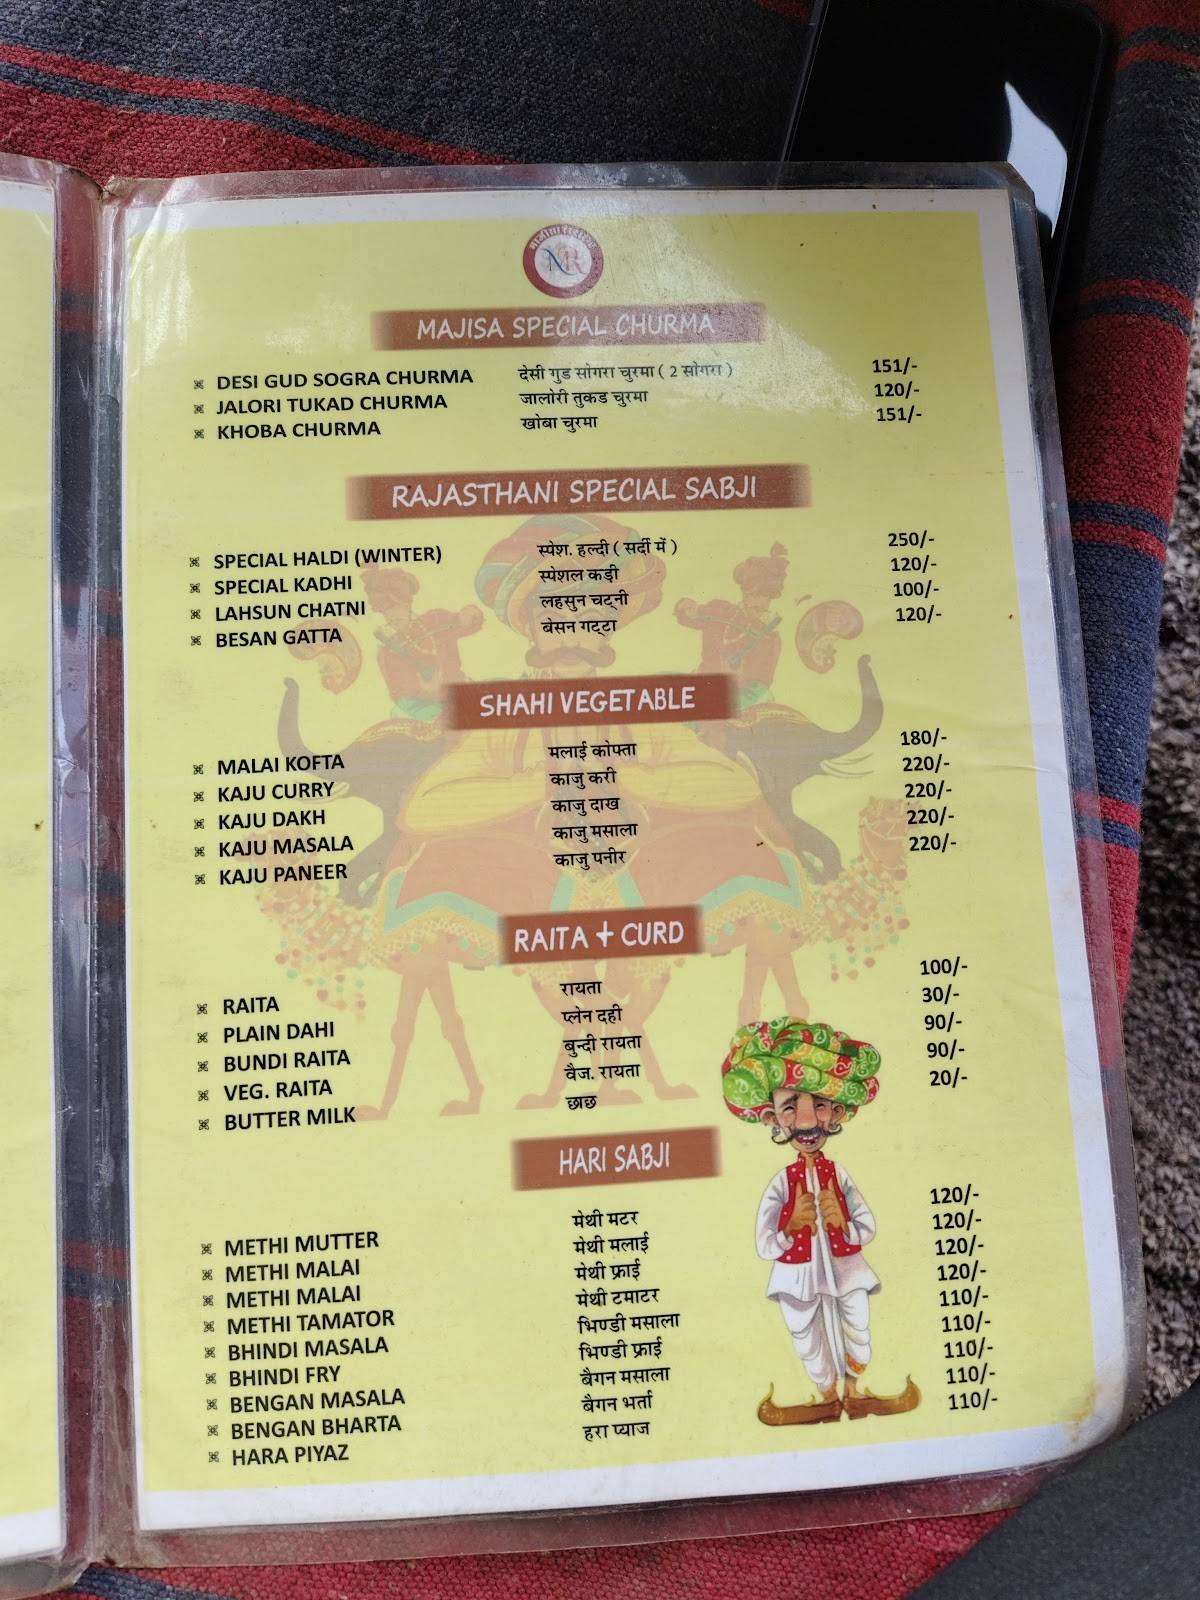 माजीसा रेस्टोरेन्ट
MR
MAJISA SPECIAL CHURMA
DESI GUD SOGRA CHURMA देसी गुड सोगरा चुरमा ( 2 सोगरा ) 151/-
JALORI TUKAD CHURMA जालोरी तुकड चुरमा 120/-
KHOBA CHURMA खोबा चुरमा 151/-
RAJASTHANI SPECIAL SABJI
SPECIAL HALDI (WINTER) स्पेश. हल्दी ( सर्दी में ) 250/-
SPECIAL KADHI स्पेशल कड़ी 120/-
LAHSUN CHATNI लहसुन चट्नी 100/-
BESAN GATTA बेसन गट्टा 120/-
SHAHI VEGETABLE
MALAI KOFTA मलाई कोफ्ता 180/-
KAJU CURRY काजु करी 220/-
KAJU DAKH काजु दाख 220/-
KAJU MASALA काजु मसाला 220/-
KAJU PANEER काजु पनीर 220/-
RAITA + CURD
RAITA रायता 100/-
PLAIN DAHI प्लेन दही 30/-
BUNDI RAITA बुन्दी रायता 90/-
VEG. RAITA वैज. रायता 90/-
BUTTER MILK छाछ 20/-
HARI SABJI
METHI MUTTER मेथी मटर 120/-
METHI MALAI मेथी मलाई 120/-
METHI MALAI मेथी फ्राई 120/-
METHI TAMATOR मेथी टमाटर 120/-
BHINDI MASALA भिण्डी मसाला 110/-
BHINDI FRY भिण्डी फ्राई 110/-
BENGAN MASALA बैगन मसाला 110/-
BENGAN BHARTA बैगन भर्ता 110/-
HARA PIYAZ हरा प्याज 110/-